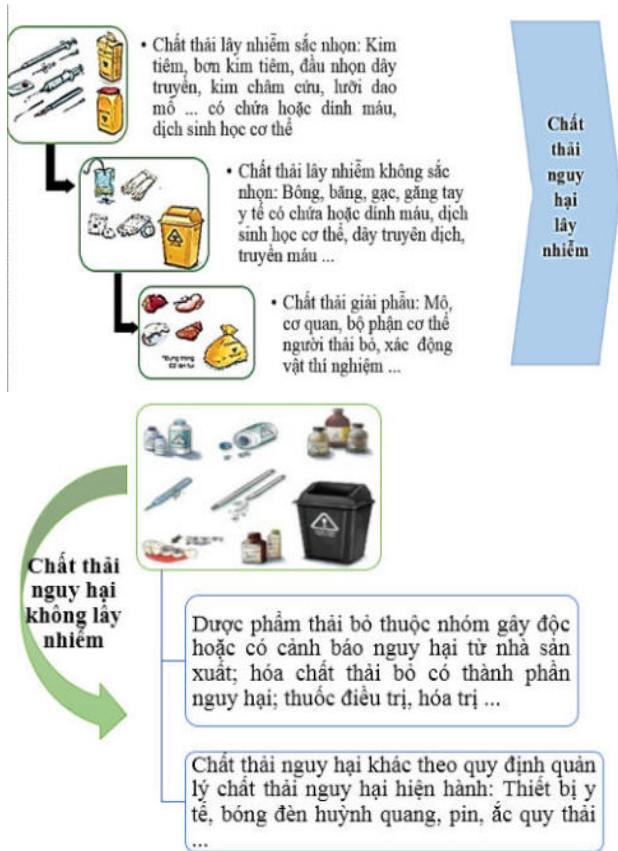 • Chất thải lây nhiễm sắc nhọn: Kim
tiêm, bơn kim tiêm, đầu nhọn dây
truyền, kim châm cứu, lưỡi dao
mổ ... có chứa hoặc dính máu,
dịch sinh học cơ thể
• Chất thải lây nhiễm không sắc
nhọn: Bông, băng, gạc, găng tay
y tế có chứa hoặc dính máu, dịch
sinh học cơ thể, dây truyên dịch,
truyền máu ...
• Chất thải giải phẫu: Mô,
cơ quan, bộ phận cơ thể
người thải bỏ, xác động
vật thí nghiệm ...
Chất
thải
nguy
hại
lây
nhiễm
Chất thải
nguy hại
không lây
nhiễm
Dược phẩm thải bỏ thuộc nhóm gây độc
hoặc có cảnh báo nguy hại từ nhà sản
xuất; hóa chất thải bỏ có thành phần
nguy hại; thuốc điều trị, hóa trị ...
Chất thải nguy hại khác theo quy định quản
lý chất thải nguy hại hiện hành: Thiết bị y
tế, bóng đèn huỳnh quang, pin, ắc quy thải
...